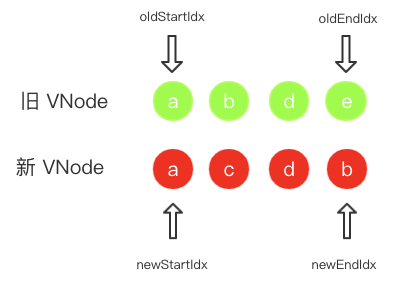 oldStartIdx oldEndIdx
旧 VNode a b d e
新 VNode a c d b
newStartIdx newEndIdx